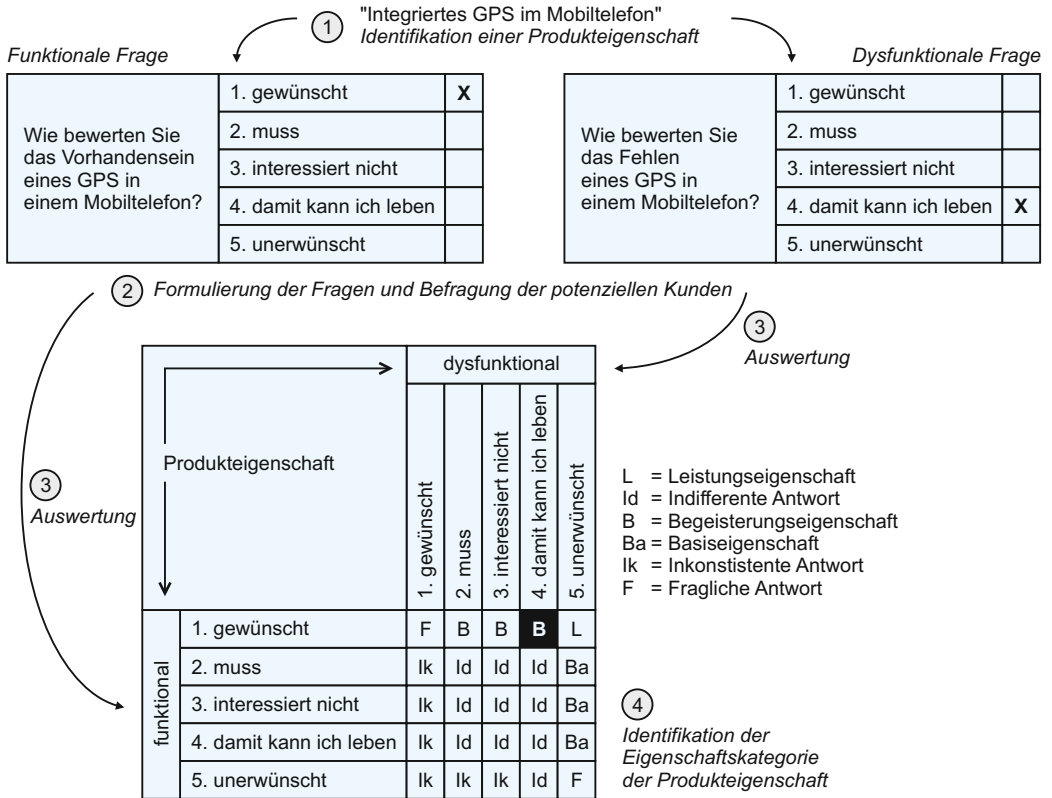 1 "Integriertes GPS im Mobiltelefon"
Identifikation einer Produkteigenschaft
Funktionale Frage
Wie bewerten Sie
das Vorhandensein
eines GPS in
einem Mobiltelefon?
1. gewünscht X
2. muss
3. interessiert nicht
4. damit kann ich leben
5. unerwünscht
Dysfunktionale Frage
Wie bewerten Sie
das Fehlen
eines GPS in
einem Mobiltelefon?
1. gewünscht
2. muss
3. interessiert nicht
4. damit kann ich leben X
5. unerwünscht
2 Formulierung der Fragen und Befragung der potenziellen Kunden
3
Auswertung
3
Auswertung
Produkteigenschaft
dysfunktional
1. gewünscht
2. muss
3. interessiert nicht
4. damit kann ich leben
5. unerwünscht
funktional
1. gewünscht F B B B L
2. muss Ik Id Id Id Ba
3. interessiert nicht Ik Id Id Id Ba
4. damit kann ich leben Ik Id Id Id Ba
5. unerwünscht Ik Ik Ik Id F
L = Leistungseigenschaft
Id = Indifferente Antwort
B = Begeisterungseigenschaft
Ba = Basiseigenschaft
Ik = Inkonstistente Antwort
F = Fragliche Antwort
4
Identifikation der
Eigenschaftskategorie
der Produkteigenschaft